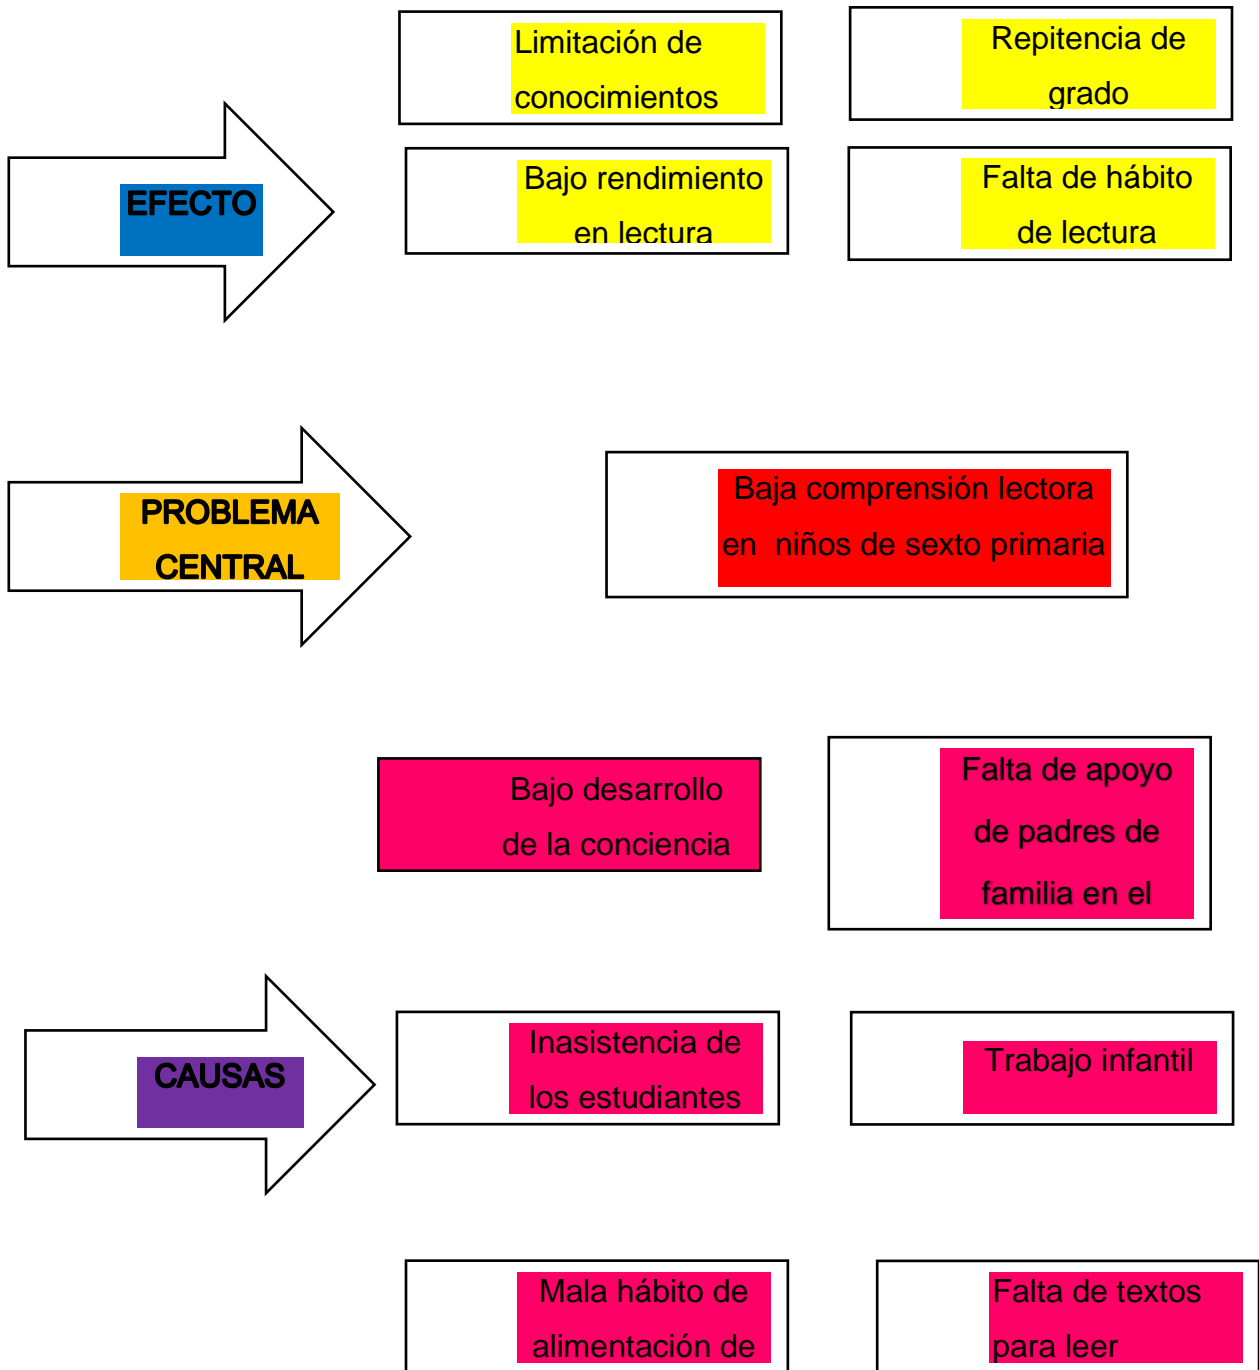 Limitación de
conocimientos
Repitencia de
grado
EFECTO
Bajo rendimiento
en lectura
Falta de hábito
de lectura
PROBLEMA
CENTRAL
Baja comprensión lectora
en niños de sexto primaria
Bajo desarrollo
de la conciencia
Falta de apoyo
de padres de
familia en el
CAUSAS
Inasistencia de
los estudiantes
Trabajo infantil
Mala hábito de
alimentación de
Falta de textos
para leer